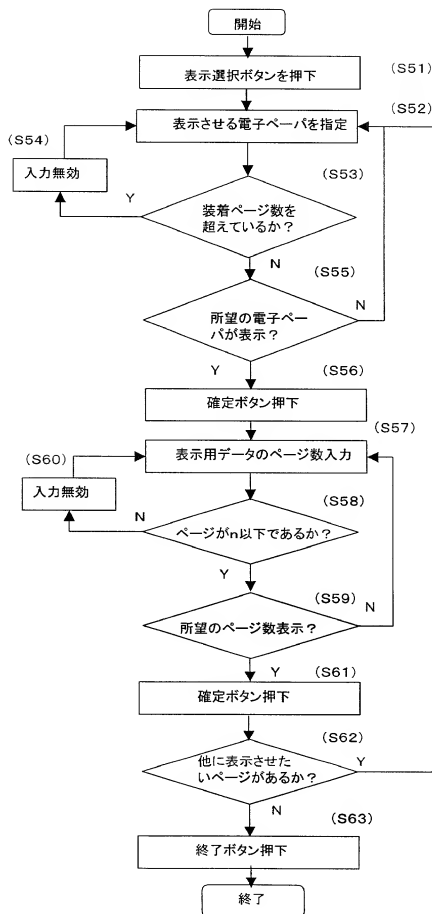 開始
(S51)
表示選択ボタンを押下
(S52)
表示させる電子ペーパを指定
(S54)
入力無効
(S53)
Y
装着ページ数を
超えているか？
N
(S55)
所望の電子ペー
パが表示？
N
Y
(S56)
確定ボタン押下
(S57)
表示用データのページ数入力
(S60)
入力無効
(S58)
N
ページがn以下であるか？
Y
(S59)
N
所望のページ数表示？
Y
(S61)
確定ボタン押下
(S62)
他に表示させた
いページがあるか？
Y
N
(S63)
終了ボタン押下
終了